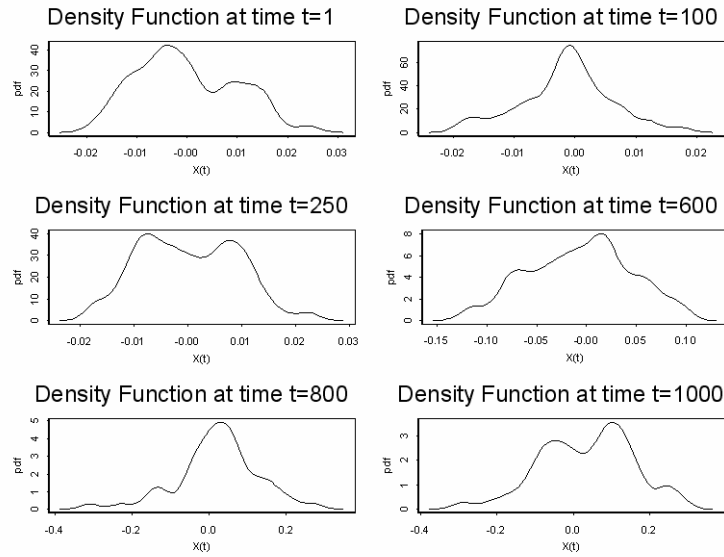 Density Function at time t=1
Density Function at time t=100
pdf
0 10 20 30 40
-0.02 -0.01 -0.00 0.01 0.02 0.03
X(t)
pdf
0 20 40 60
-0.02 -0.01 0.00 0.01 0.02
X(t)
Density Function at time t=250
Density Function at time t=600
pdf
0 10 20 30 40
-0.02 -0.01 -0.00 0.01 0.02 0.03
X(t)
pdf
0 2 4 6 8
-0.15 -0.10 -0.05 -0.00 0.05 0.10
X(t)
Density Function at time t=800
Density Function at time t=1000
pdf
0 1 2 3 4 5
-0.4 -0.2 0.0 0.2
X(t)
pdf
0 1 2 3
-0.4 -0.2 0.0 0.2
X(t)